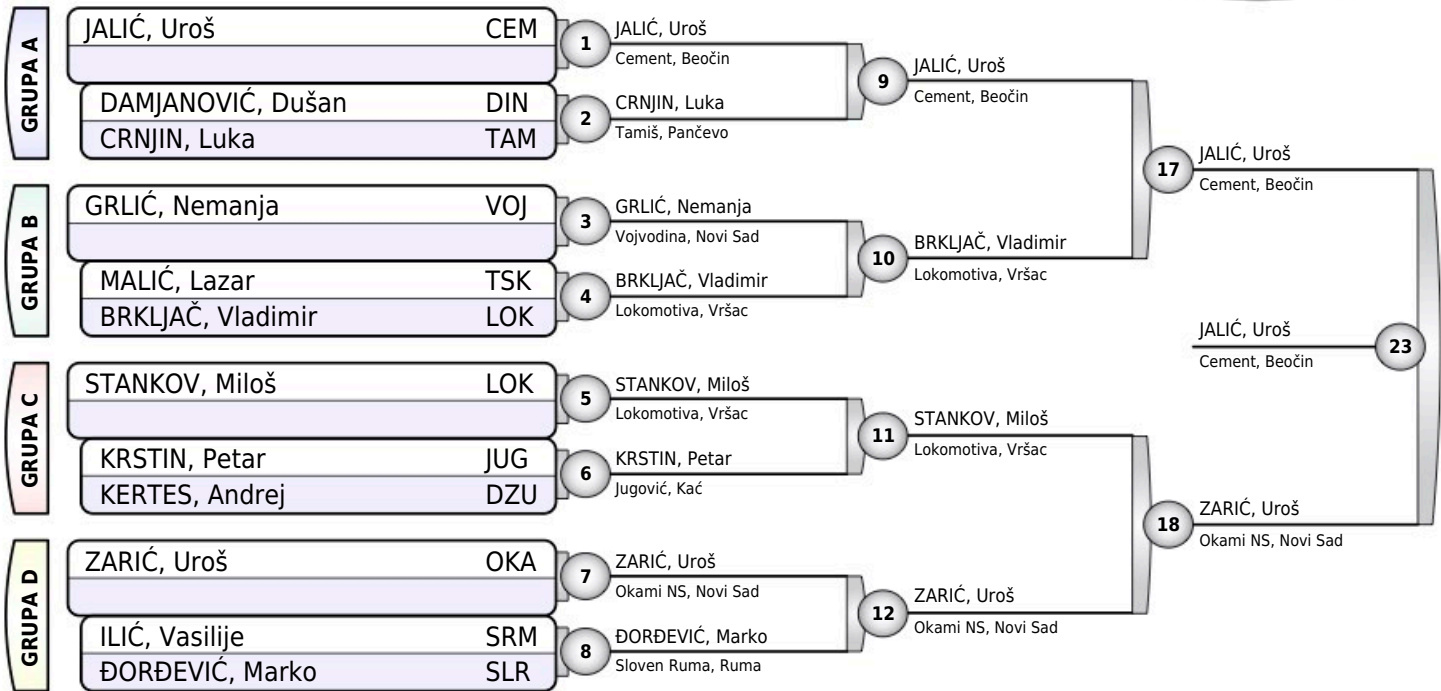 GRUPA A
JALIĆ, Uroš CEM
DAMJANOVIĆ, Dušan DIN
CRNJIN, Luka TAM
GRUPA B
GRLIĆ, Nemanja VOJ
MALIĆ, Lazar TSK
BRKLJAČ, Vladimir LOK
GRUPA C
STANKOV, Miloš LOK
KRSTIN, Petar JUG
KERTES, Andrej DZU
GRUPA D
ZARIĆ, Uroš OKA
ILIĆ, Vasilije SRM
ĐORĐEVIĆ, Marko SLR
1
JALIĆ, Uroš
Cement, Beočin
2
CRNJIN, Luka
Tamiš, Pančevo
3
GRLIĆ, Nemanja
Vojvodina, Novi Sad
4
BRKLJAČ, Vladimir
Lokomotiva, Vršac
5
STANKOV, Miloš
Lokomotiva, Vršac
6
KRSTIN, Petar
Jugović, Kać
7
ZARIĆ, Uroš
Okami NS, Novi Sad
8
ĐORĐEVIĆ, Marko
Sloven Ruma, Ruma
9
JALIĆ, Uroš
Cement, Beočin
10
BRKLJAČ, Vladimir
Lokomotiva, Vršac
11
STANKOV, Miloš
Lokomotiva, Vršac
12
ZARIĆ, Uroš
Okami NS, Novi Sad
17
JALIĆ, Uroš
Cement, Beočin
18
ZARIĆ, Uroš
Okami NS, Novi Sad
JALIĆ, Uroš
Cement, Beočin
23